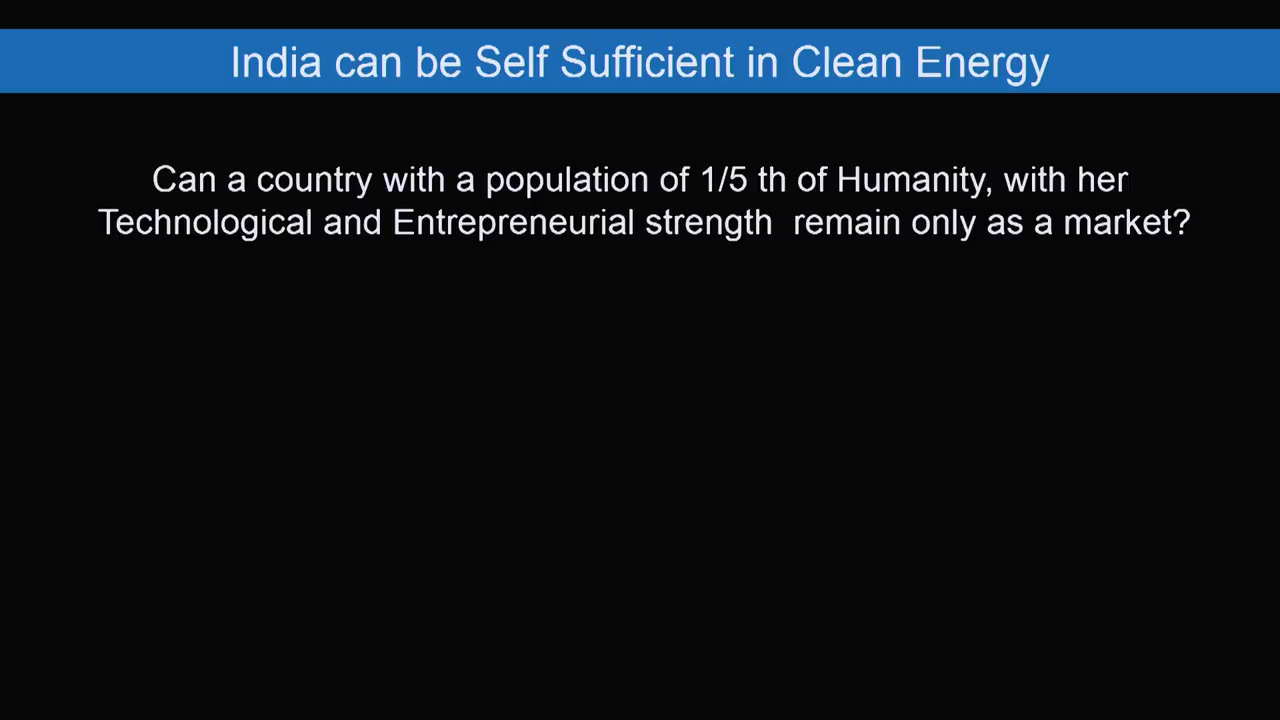 India can be Self Sufficient in Clean Energy
Can a country with a population of 1/5 th of Humanity, with her
Technological and Entrepreneurial strength  remain only as a market?